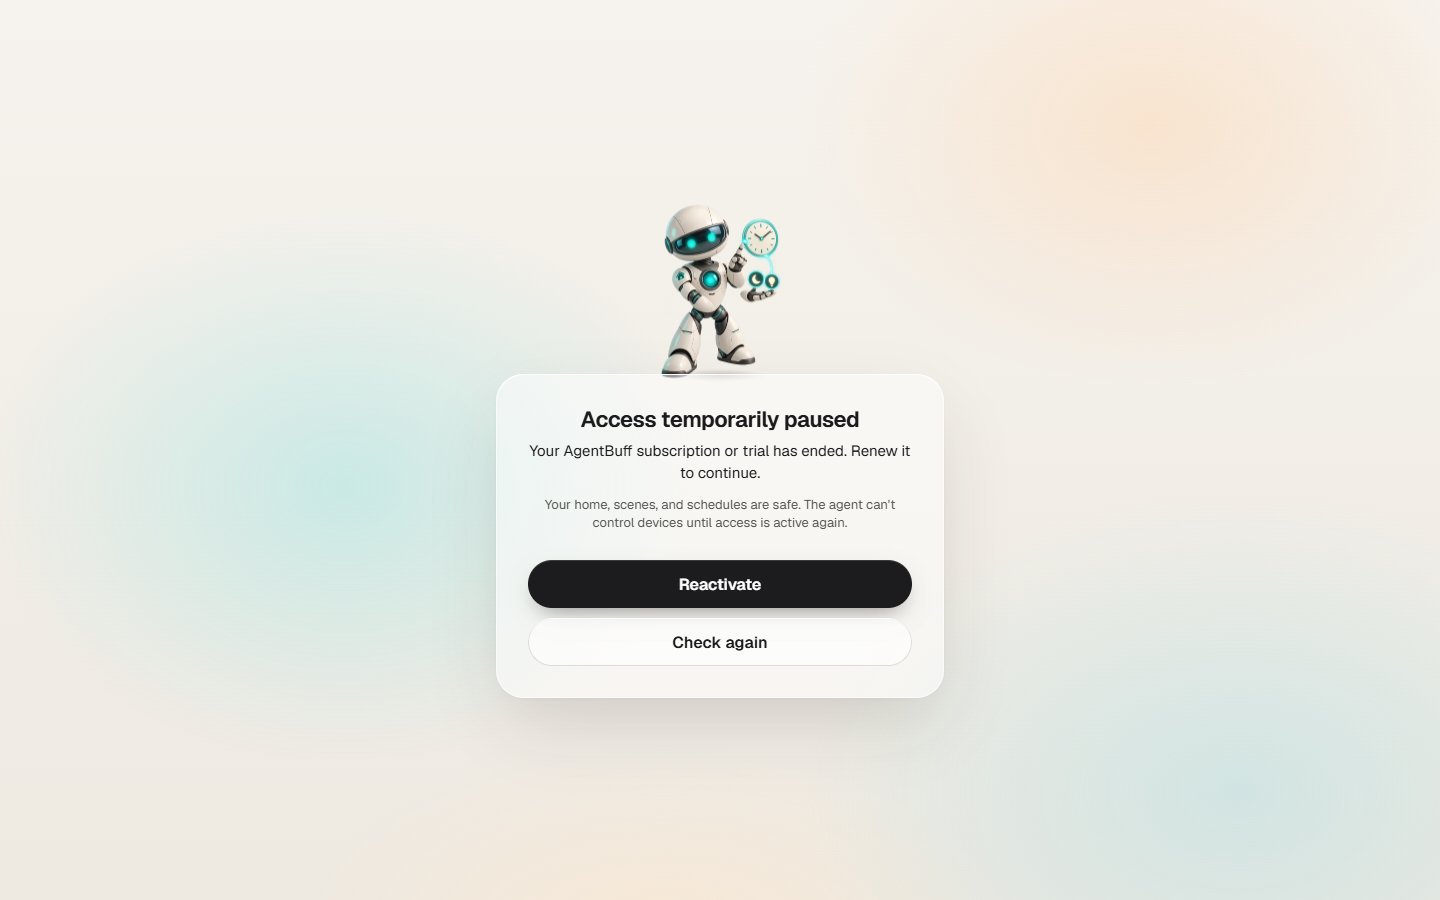 Access temporarily paused
Your AgentBuff subscription or trial has ended. Renew it
to continue.
Your home, scenes, and schedules are safe. The agent can't
control devices until access is active again.
Reactivate
Check again